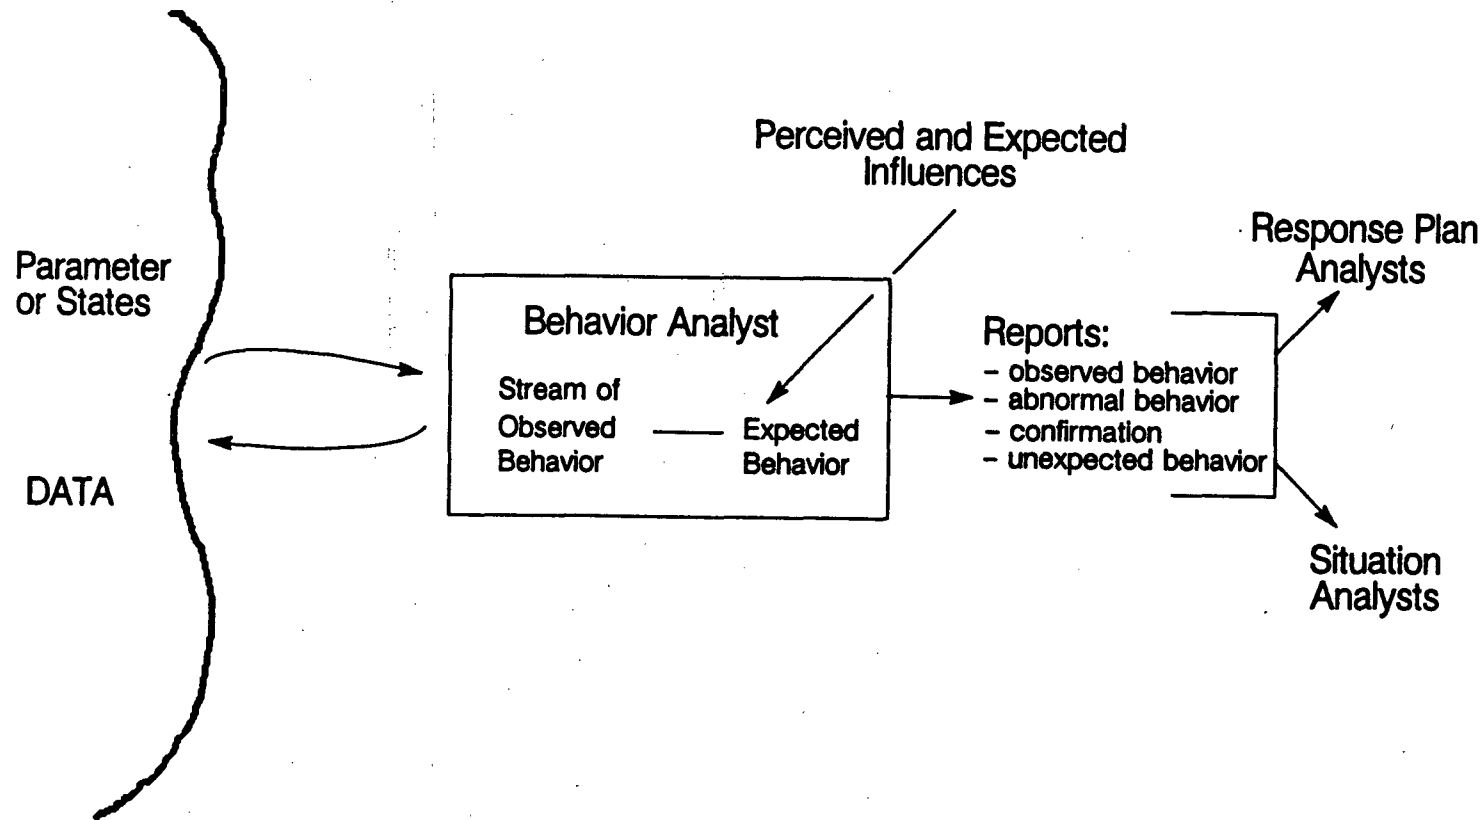 Parameter
or States
DATA
Perceived and Expected
Influences
Behavior Analyst
Stream of
Observed
Behavior
Expected
Behavior
Reports:
– observed behavior
– abnormal behavior
– confirmation
– unexpected behavior
Response Plan
Analysts
Situation
Analysts